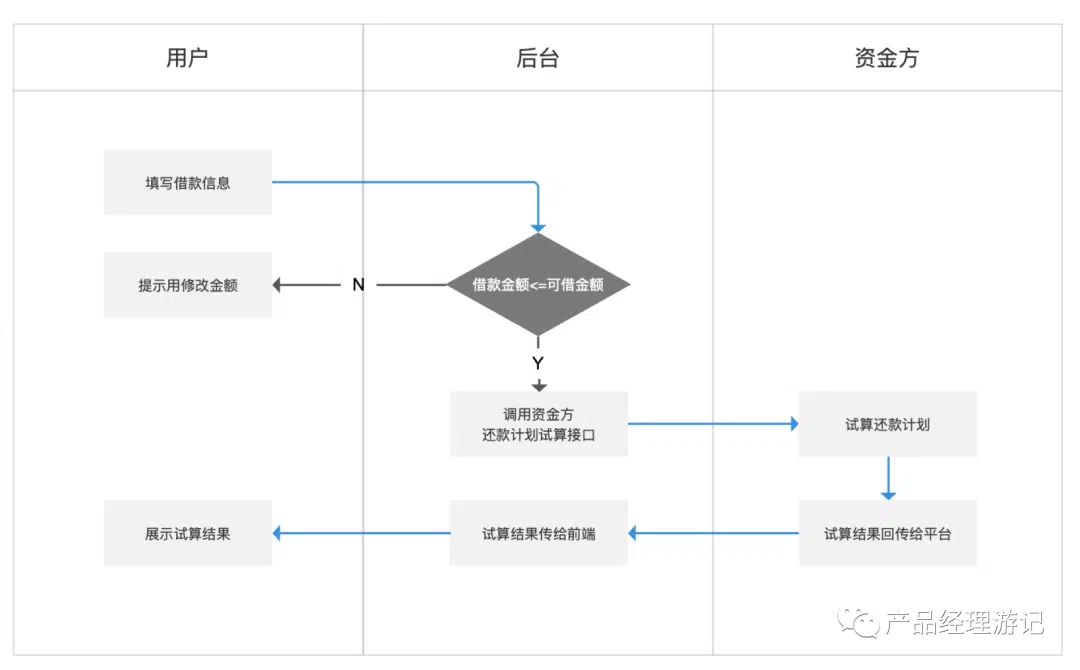 用户
后台
资金方
填写借款信息
提示用修改金额
N
借款金额<=可借金额
Y
调用资金方
还款计划试算接口
试算还款计划
展示试算结果
试算结果传给前端
试算结果回传给平台
产品经理游记